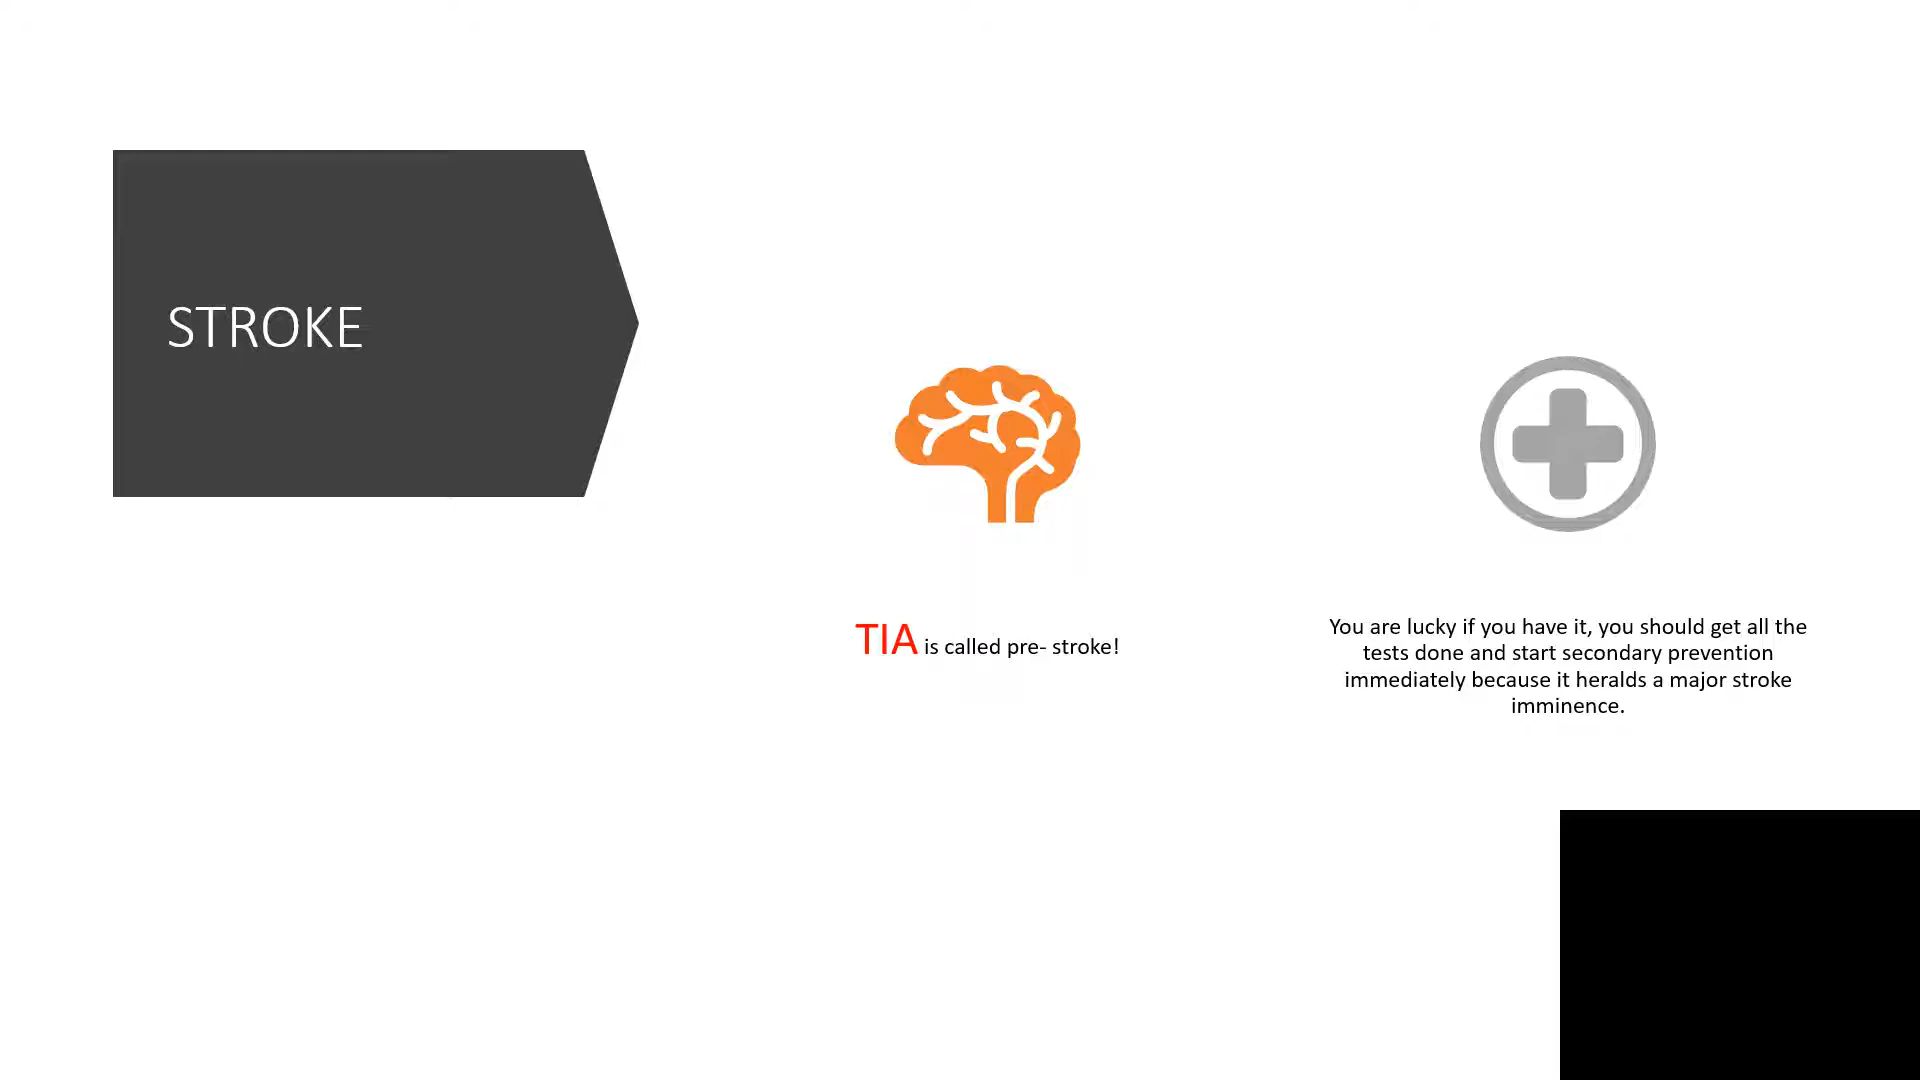 STROKE
TIA is called pre- stroke!
You are lucky if you have it, you should get all the
tests done and start secondary prevention
immediately because it heralds a major stroke
imminence.